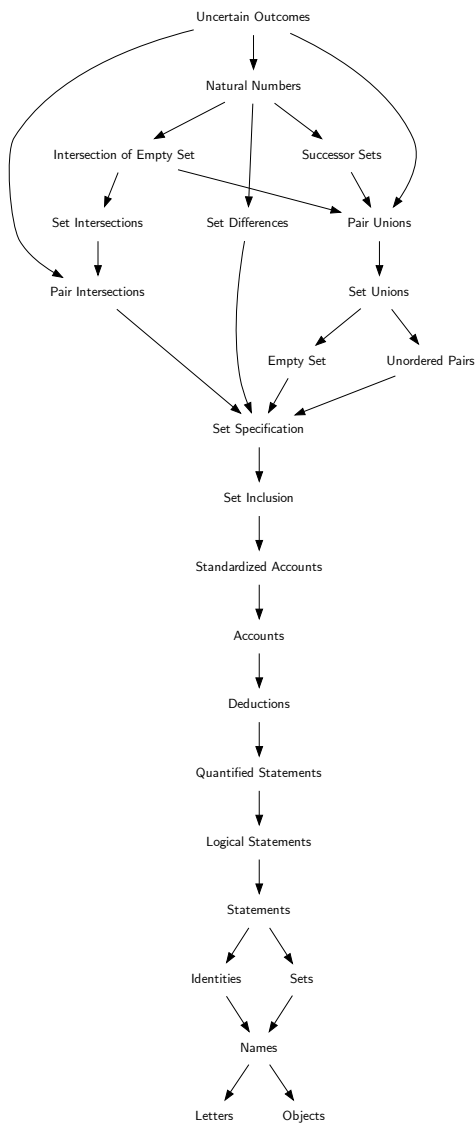 Uncertain Outcomes
Natural Numbers
Intersection of Empty Set
Successor Sets
Set Intersections
Set Differences
Pair Unions
Pair Intersections
Set Unions
Empty Set
Unordered Pairs
Set Specification
Set Inclusion
Standardized Accounts
Accounts
Deductions
Quantified Statements
Logical Statements
Statements
Identities
Sets
Names
Letters
Objects